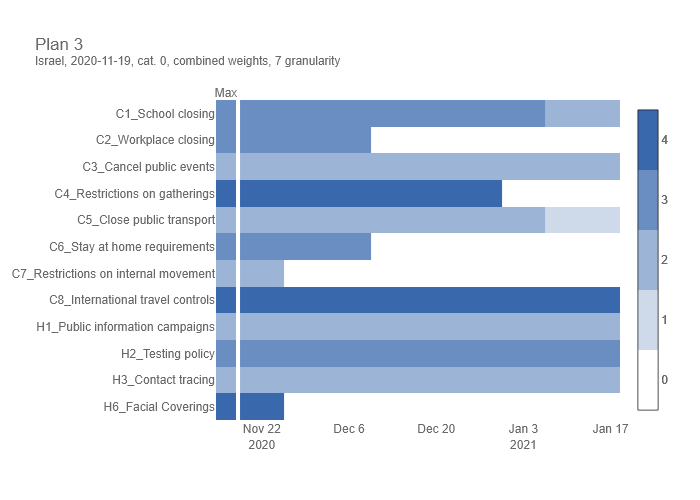 Plan 3
Israel, 2020-11-19, cat. 0, combined weights, 7 granularity
Max
C1_School closing
C2_Workplace closing
C3_Cancel public events
C4_Restrictions on gatherings
C5_Close public transport
C6_Stay at home requirements
C7_Restrictions on internal movement
C8_International travel controls
H1_Public information campaigns
H2_Testing policy
H3_Contact tracing
H6_Facial Coverings
Nov 22 Dec 6 Dec 20 Jan 3 Jan 17
2020 2021
4
3
2
1
0